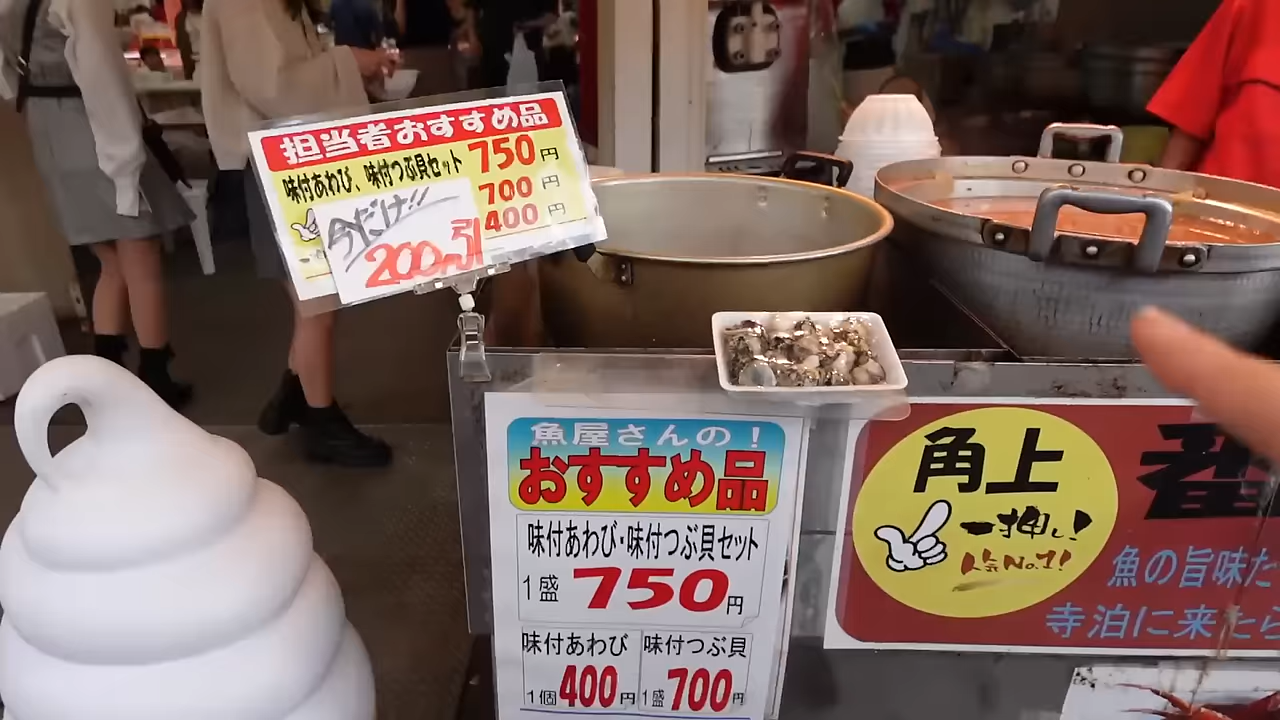 担当者おすすめ品
味付あわび、味付つぶ貝セット 750円
700円
400円
今だけ!!
200円引
魚屋さんの!
おすすめ品
味付あわび・味付つぶ貝セット
1盛 750円
味付あわび
1個 400円
味付つぶ貝
1盛 700円
角上
一押し!
人気No.1!
番
魚の旨味た
寺泊に来たら